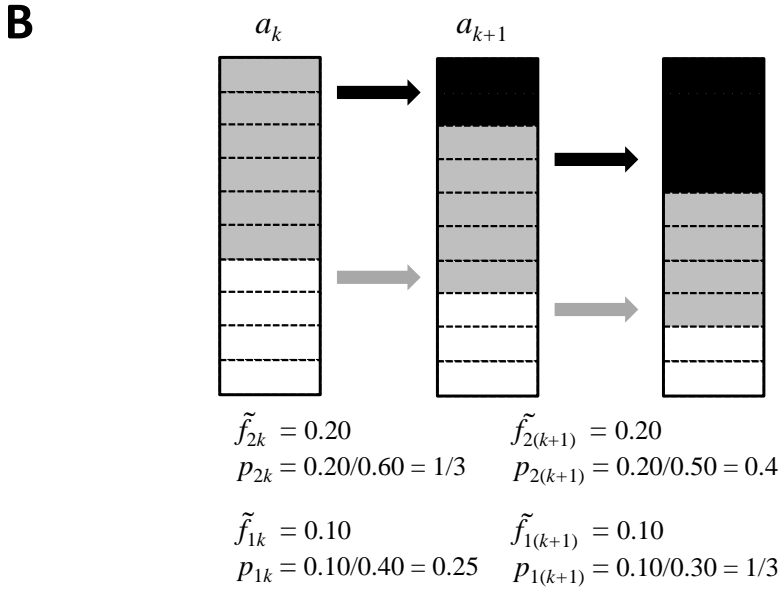 B
a_k a_{k+1}
f̃_{2k} = 0.20 f̃_{2(k+1)} = 0.20
p_{2k} = 0.20/0.60 = 1/3 p_{2(k+1)} = 0.20/0.50 = 0.4
f̃_{1k} = 0.10 f̃_{1(k+1)} = 0.10
p_{1k} = 0.10/0.40 = 0.25 p_{1(k+1)} = 0.10/0.30 = 1/3